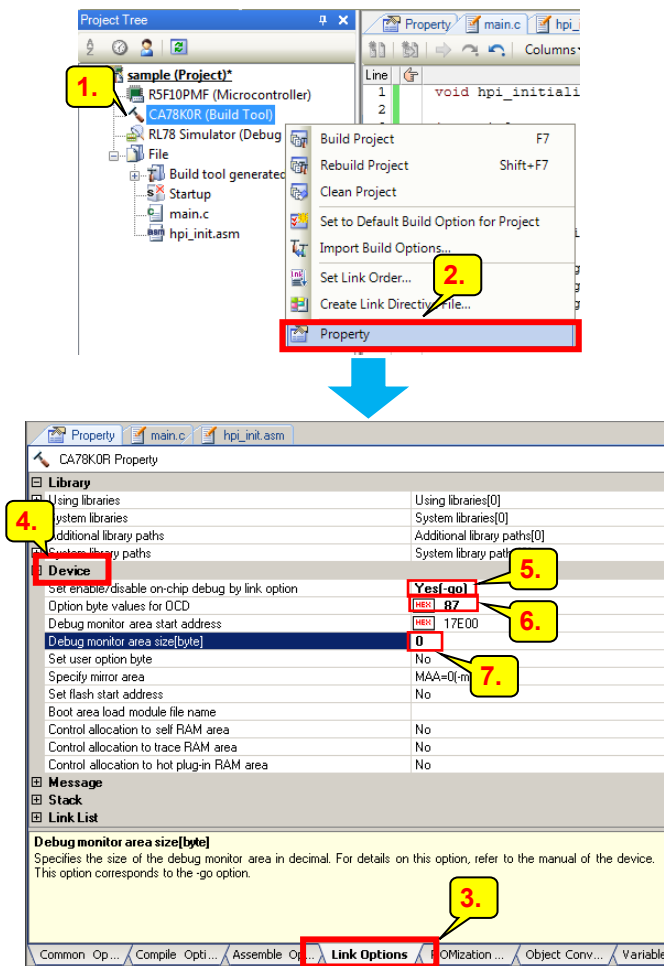 Project Tree
Property main.c hpi_i
Columns
sample (Project)*
1.
R5F10PMF (Microcontroller)
CA78K0R (Build Tool)
RL78 Simulator (Debug
File
Build tool generated
Startup
main.c
hpi_init.asm
Line
1 void hpi_initiali
2
Build Project F7
Rebuild Project Shift+F7
Clean Project
Set to Default Build Option for Project
Import Build Options...
Set Link Order...
2.
Create Link Directive File...
Property
Property main.c hpi_init.asm
CA78K0R Property
Library
Using libraries Using libraries[0]
System libraries System libraries[0]
4.
Additional library paths Additional library paths[0]
System library paths System library path
Device
5.
Set enable/disable on-chip debug by link option Yes(-go)
Option byte values for OCD HEX 87
6.
Debug monitor area start address HEX 17E00
Debug monitor area size[byte] 0
Set user option byte No
7.
Specify mirror area MAA=0(-m
Set flash start address No
Boot area load module file name
Control allocation to self RAM area No
Control allocation to trace RAM area No
Control allocation to hot plug-in RAM area No
Message
Stack
Link List
Debug monitor area size[byte]
Specifies the size of the debug monitor area in decimal. For details on this option, refer to the manual of the device.
This option corresponds to the -go option.
3.
Common Op... Compile Opti... Assemble Op... Link Options ROMization ... Object Conv... Variable